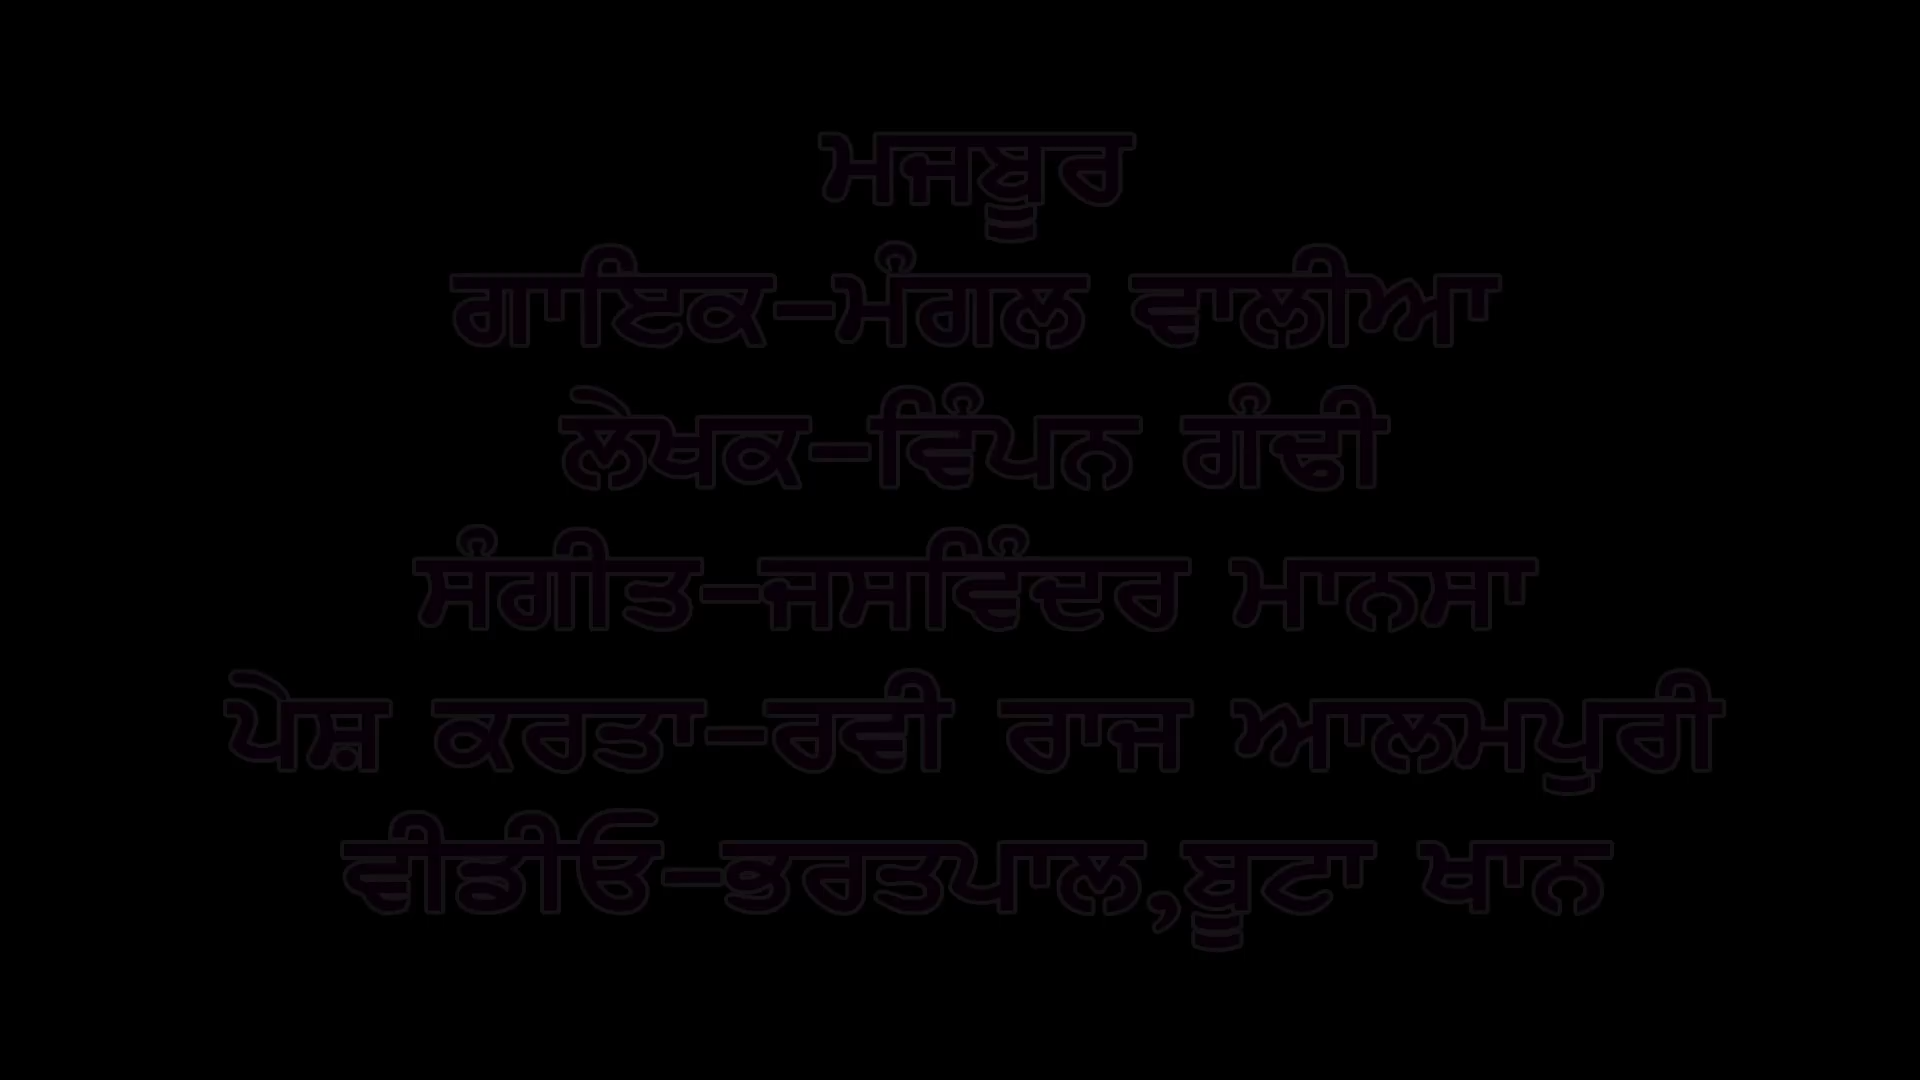 ਮਜਬੂਰ
ਗਾਇਕ-ਮੰਗਲ ਵਾਲੀਆ
ਲੇਖਕ-ਵਿੰਪਨ ਗੰਢੀ
ਸੰਗੀਤ-ਜਸਵਿੰਦਰ ਮਾਨਸਾ
ਪੇਸ਼ ਕਰਤਾ-ਰਵੀ ਰਾਜ ਆਲਮਪੁਰੀ
ਵੀਡੀਓ-ਭਰਤਪਾਲ,ਬੂਟਾ ਖਾਨ